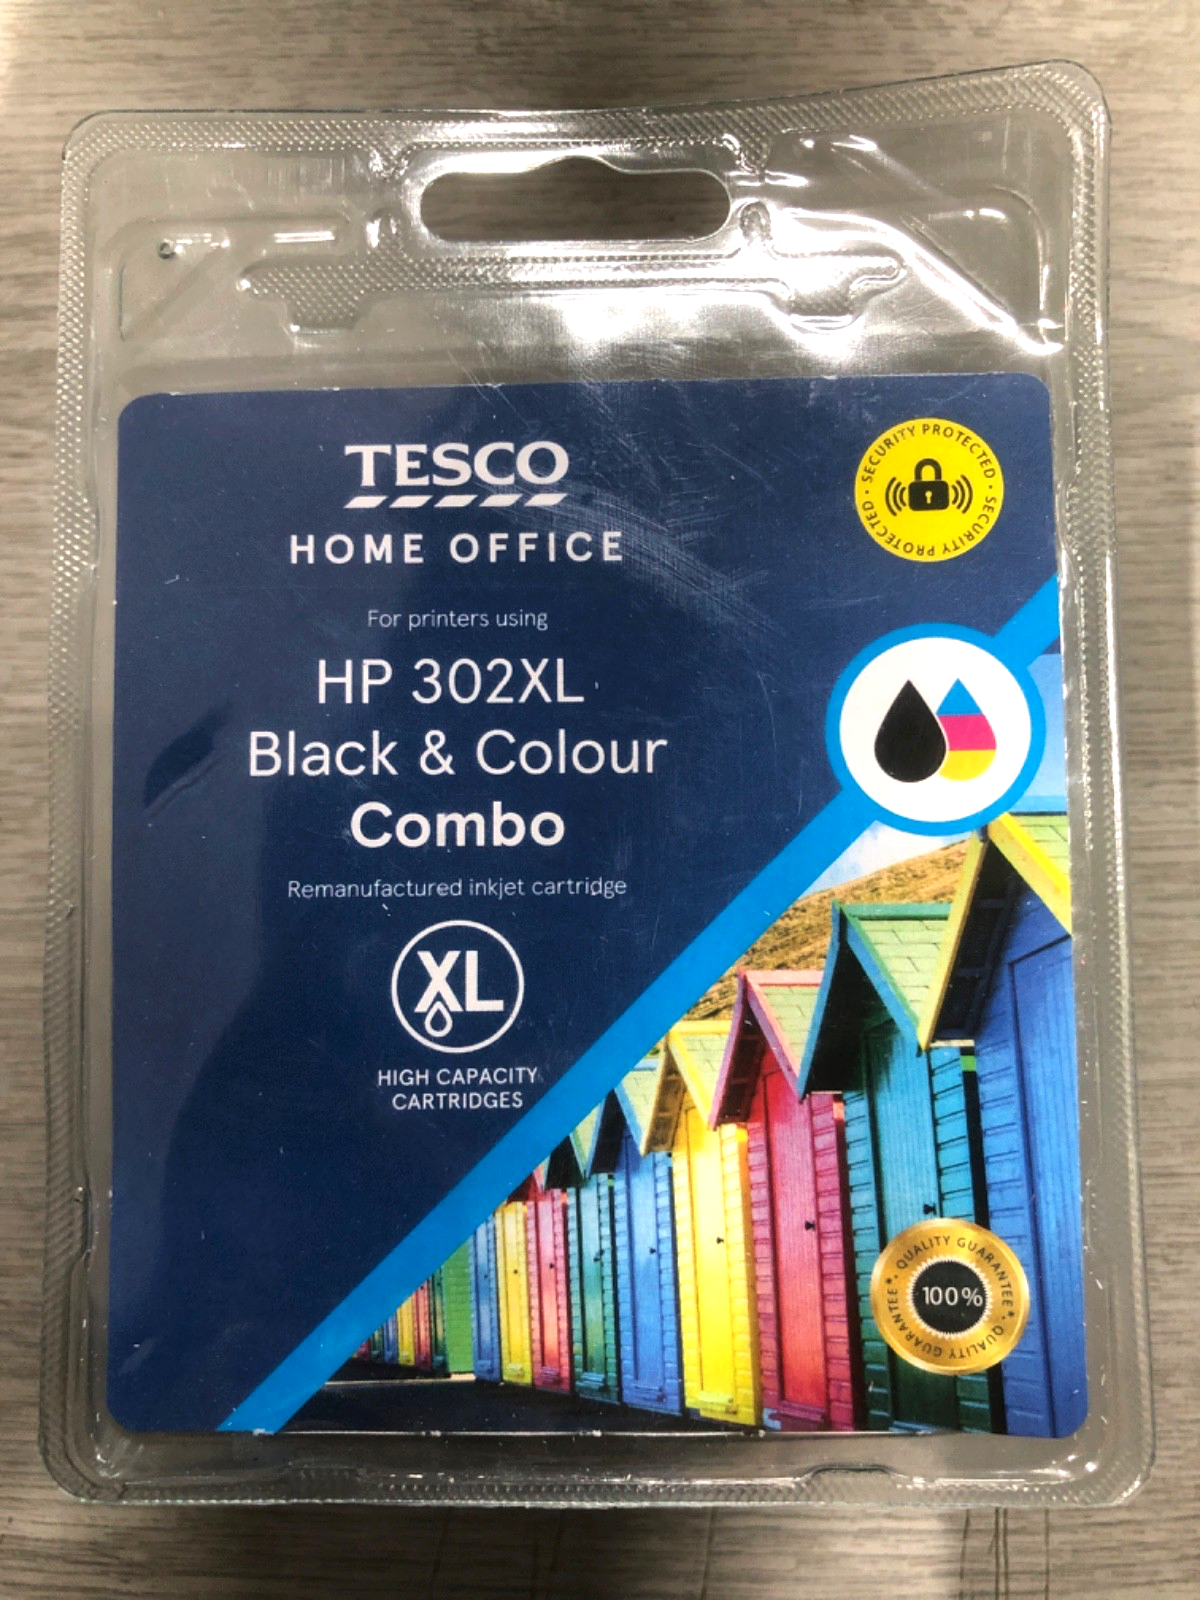 TESCO
HOME OFFICE
SECURITY PROTECTED · SECURITY PROTECTED ·
For printers using
HP 302XL
Black & Colour
Combo
Remanufactured inkjet cartridge
XL
HIGH CAPACITY
CARTRIDGES
QUALITY GUARANTEE* · QUALITY GUARANTEE* ·
100%